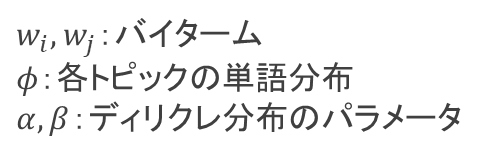 w_i, w_j : バイターム
ϕ : 各トピックの単語分布
α, β : ディリクレ分布のパラメータ